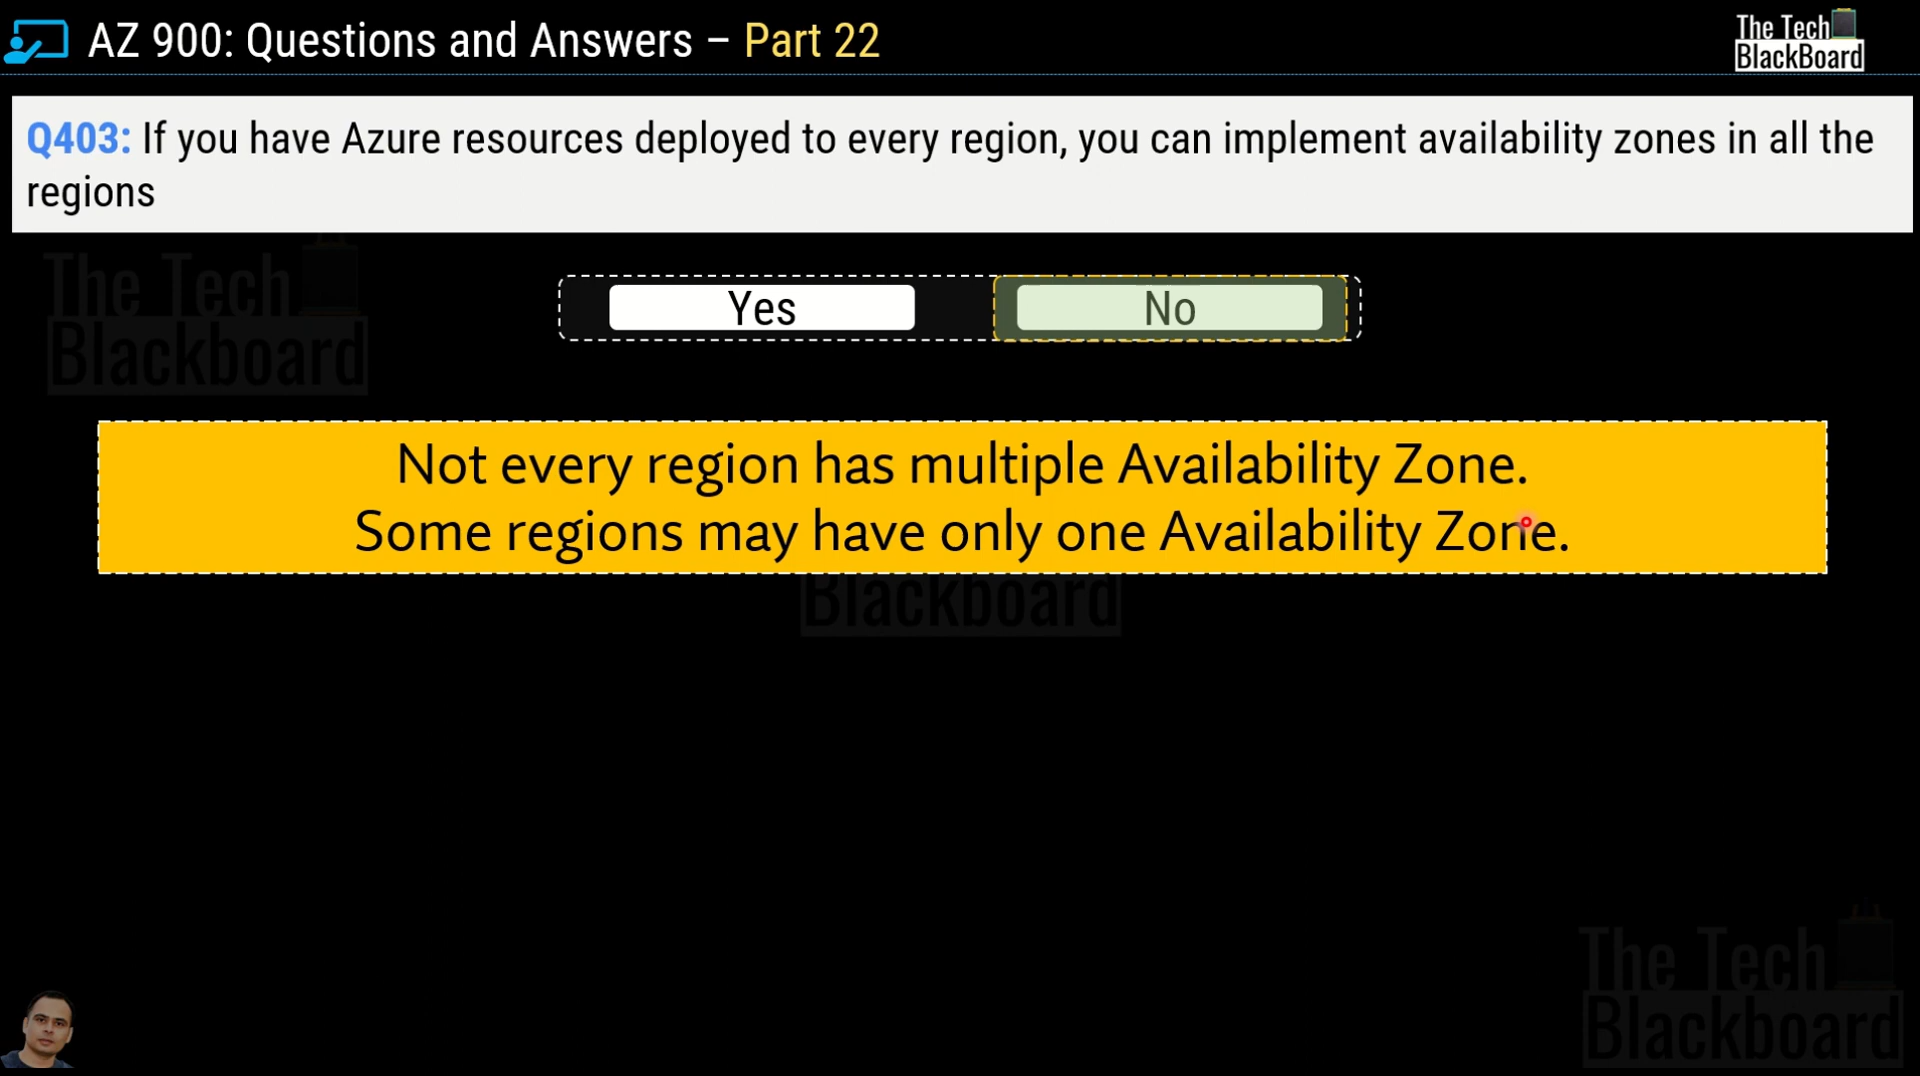 AZ 900: Questions and Answers – Part 22
The Tech
BlackBoard
Q403: If you have Azure resources deployed to every region, you can implement availability zones in all the
regions
The Tech
Blackboard
Yes
No
Not every region has multiple Availability Zone.
Some regions may have only one Availability Zone.
Blackboard
The Tech
Blackboard